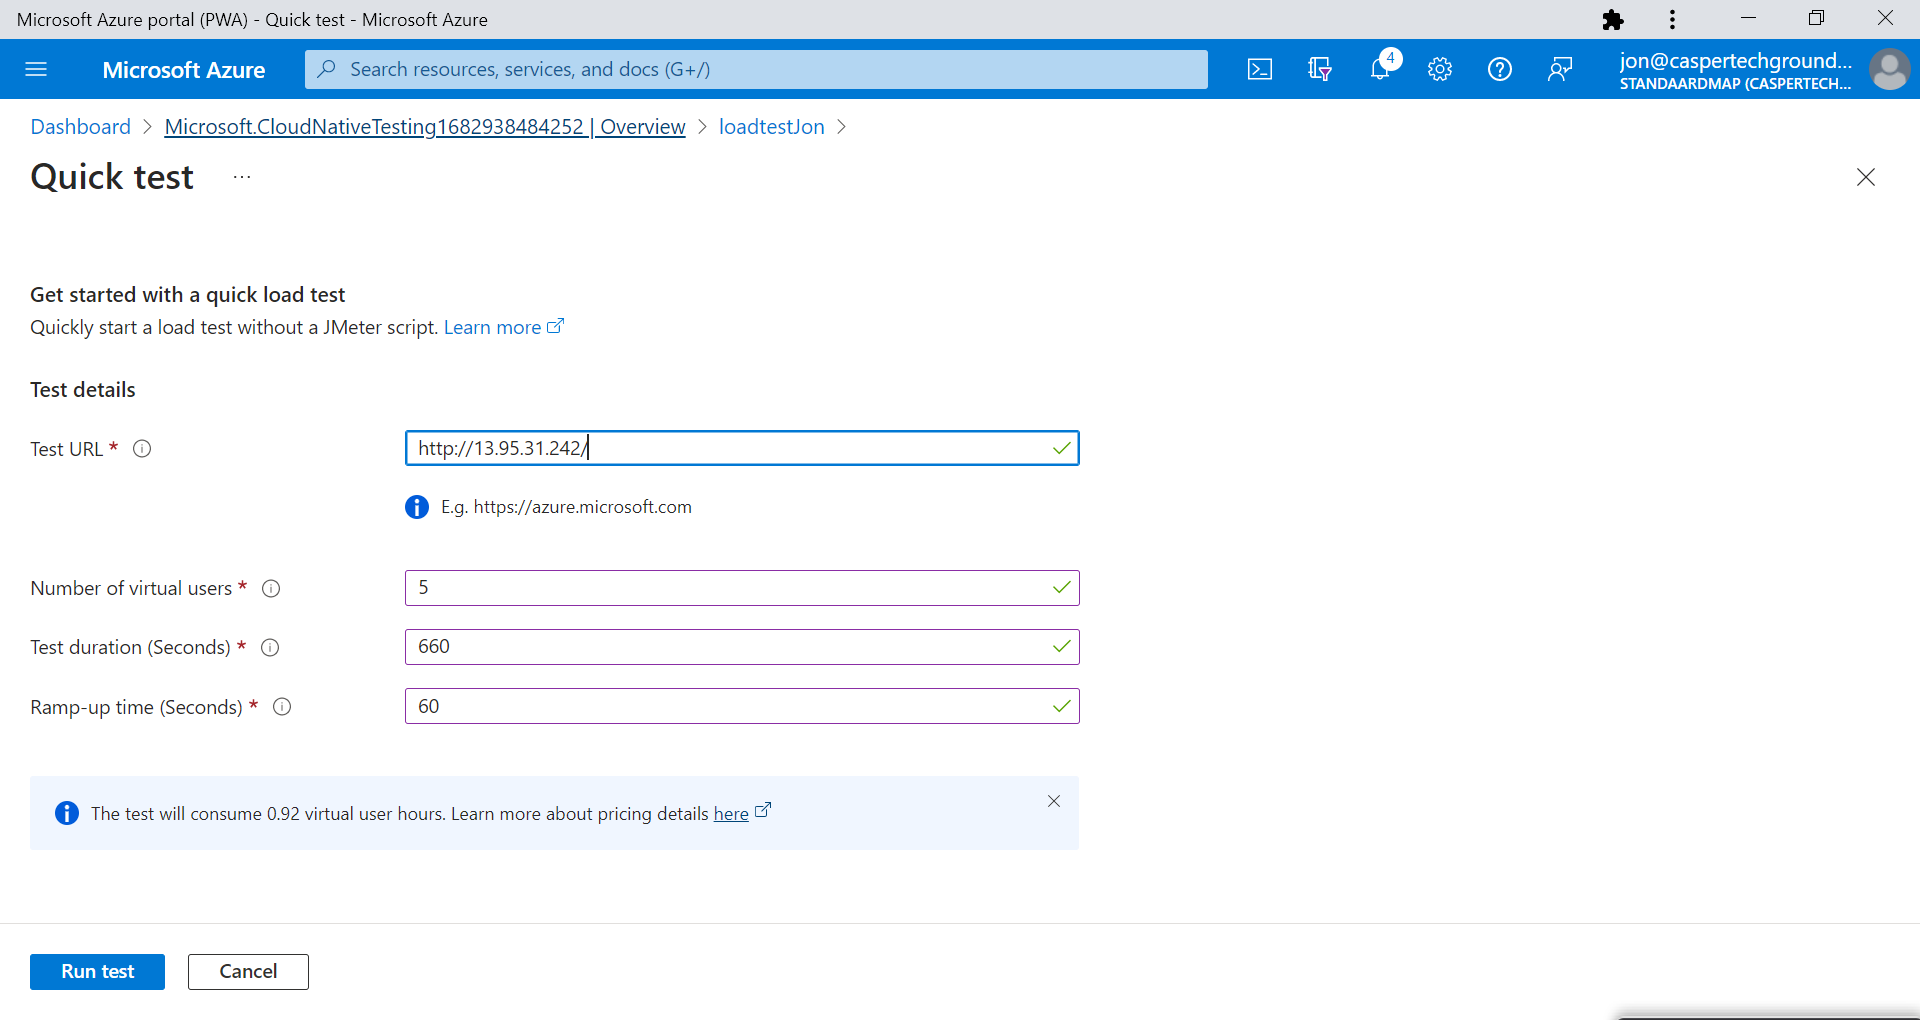 Microsoft Azure portal (PWA) - Quick test - Microsoft Azure
Microsoft Azure
Search resources, services, and docs (G+/)
4
jon@caspertechground...
STANDAARDMAP (CASPERTECH...
Dashboard > Microsoft.CloudNativeTesting1682938484252 | Overview > loadtestJon >
Quick test ...
Get started with a quick load test
Quickly start a load test without a JMeter script. Learn more
Test details
Test URL *
http://13.95.31.242/
E.g. https://azure.microsoft.com
Number of virtual users *
5
Test duration (Seconds) *
660
Ramp-up time (Seconds) *
60
The test will consume 0.92 virtual user hours. Learn more about pricing details here
Run test
Cancel